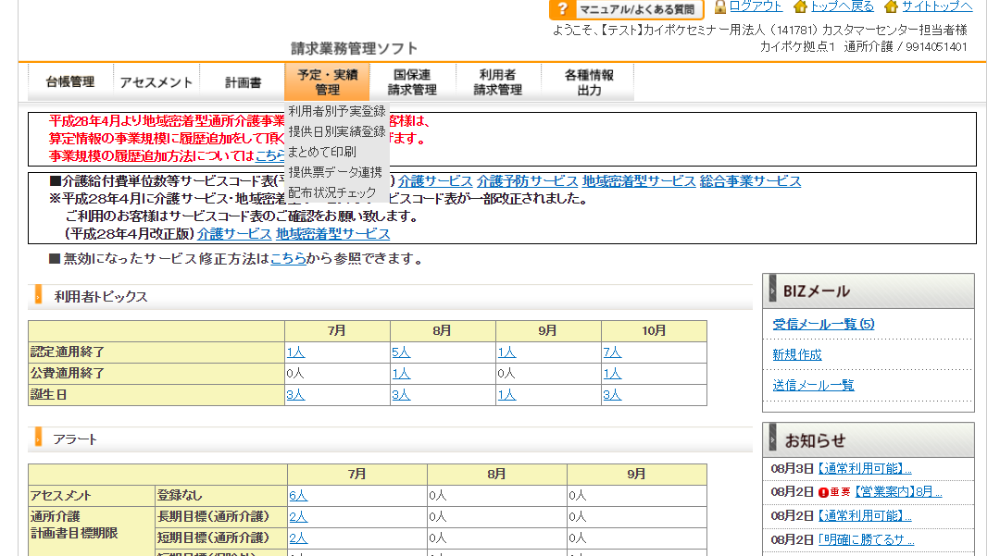 ? マニュアル/よくある質問 ログアウト トップへ戻る サイトトップへ
ようこそ、【テスト】カイポケセミナー用法人 (141781) カスタマーセンター担当者様
カイポケ拠点1 通所介護 / 9914051401
請求業務管理ソフト
台帳管理 アセスメント 計画書 予定・実績管理 国保連請求管理 利用者請求管理 各種情報出力
利用者別予実登録
提供日別実績登録
まとめて印刷
提供票データ連携
配布状況チェック
平成28年4月より地域密着型通所介護事業 客様は、
算定情報の事業規模に履歴追加をして頂く げます。
事業規模の履歴追加方法についてはこちら
■介護給付費単位数等サービスコード表(平 ) 介護サービス 介護予防サービス 地域密着型サービス 総合事業サービス
※平成28年4月に介護サービス・地域密着 ービスコード表が一部改正されました。
ご利用のお客様はサービスコード表のご確認をお願い致します。
(平成28年4月改正版) 介護サービス 地域密着型サービス
■無効になったサービス修正方法はこちらから参照できます。
利用者トピックス
7月 8月 9月 10月
認定適用終了 1人 5人 1人 7人
公費適用終了 0人 1人 0人 1人
誕生日 3人 3人 1人 3人
アラート
7月 8月 9月
アセスメント 登録なし 6人 0人 0人
通所介護計画書目標期限 長期目標(通所介護) 2人 0人 0人
短期目標(通所介護) 2人 0人 0人
BIZメール
受信メール一覧(5)
新規作成
送信メール一覧
お知らせ
08月3日 【通常利用可能】...
08月2日 重要 【営業案内】8月...
08月2日 【通常利用可能】...
08月2日 「明確に勝てるサ...